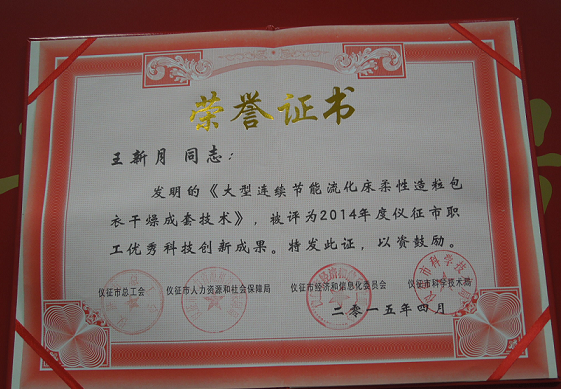 荣誉证书
王新月 同志：
发明的《大型连续节能流化床柔性造粒包
衣干燥成套技术》，被评为2014年度仪征市职
工优秀科技创新成果。特发此证，以资鼓励。
仪征市总工会 仪征市人力资源和社会保障局 仪征市经济和信息化委员会 仪征市科学技术局
二零一五年四月